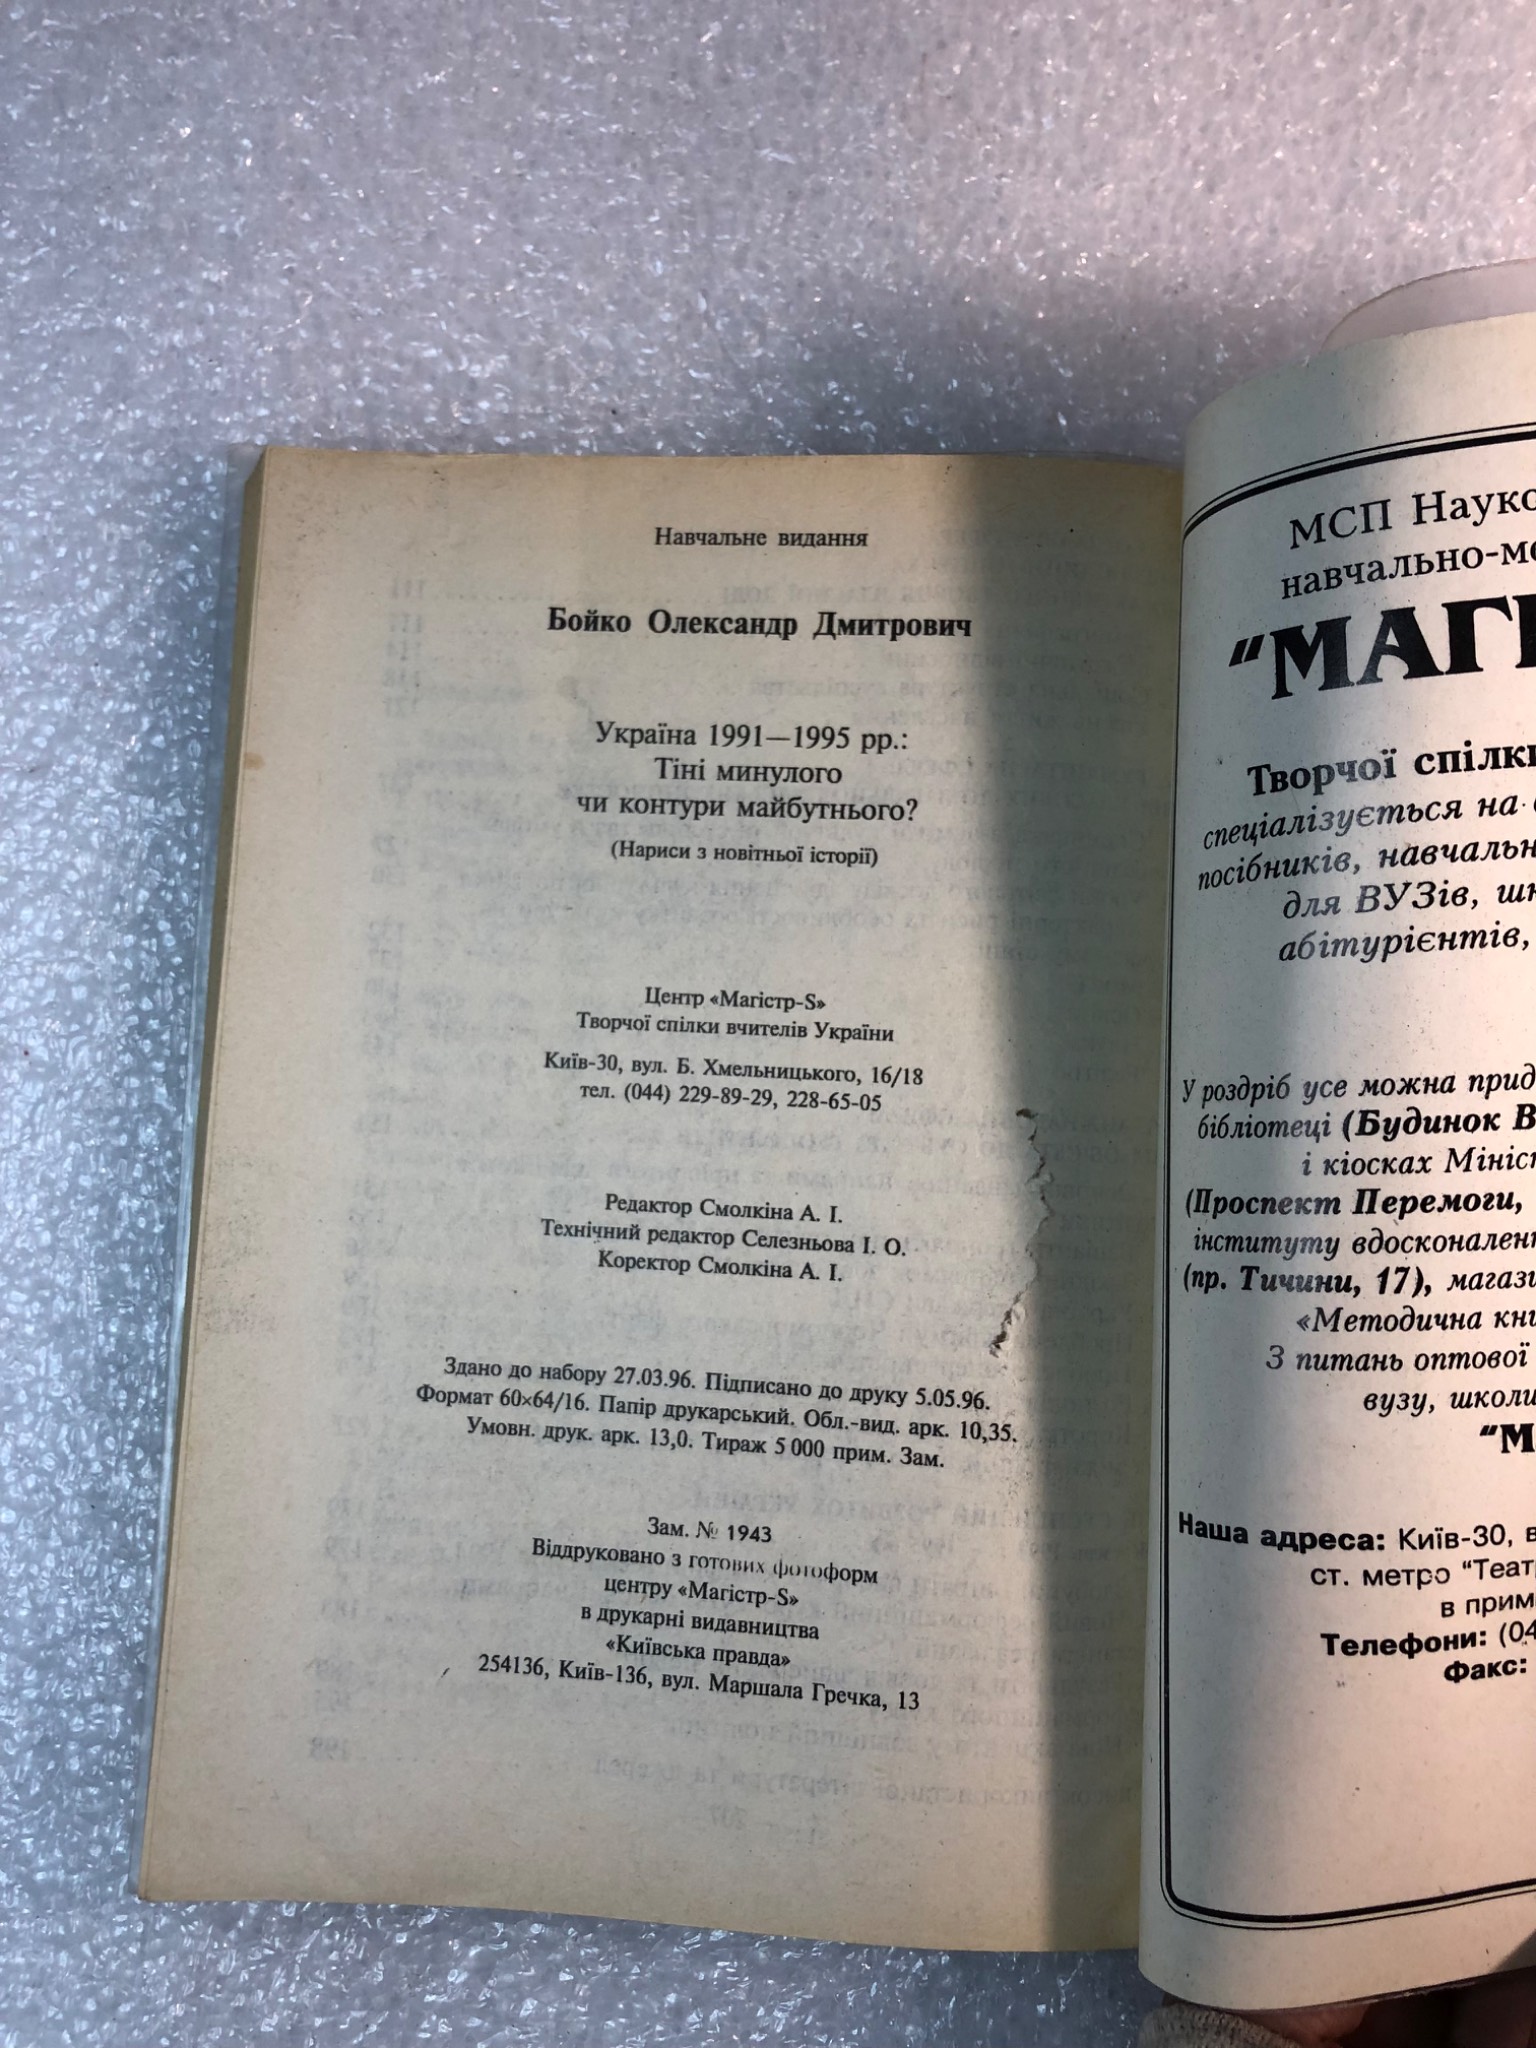 Навчальне видання
Бойко Олександр Дмитрович
Україна 1991—1995 рр.:
Тіні минулого
чи контури майбутнього?
(Нариси з новітньої історії)
Центр «Магістр-S»
Творчої спілки вчителів України
Київ-30, вул. Б. Хмельницького, 16/18
тел. (044) 229-89-29, 228-65-05
Редактор Смолкіна А. І.
Технічний редактор Селезньова І. О.
Коректор Смолкіна А. І.
Здано до набору 27.03.96. Підписано до друку 5.05.96.
Формат 60×64/16. Папір друкарський. Обл.-вид. арк. 10,35.
Умовн. друк. арк. 13,0. Тираж 5 000 прим. Зам.
Зам. № 1943
Віддруковано з готових фотоформ
центру «Магістр-S»
в друкарні видавництва
«Київська правда»
254136, Київ-136, вул. Маршала Гречка, 13
МСП Науко
навчально-ме
"МАГІ
Творчої спілки
спеціалізується на
посібників, навчальн
для ВУЗів, шк
абітурієнтів,
У роздріб усе можна прид
бібліотеці (Будинок В
і кіосках Мініс
(Проспект Перемоги,
інституту вдосконален
(пр. Тичини, 17), магази
«Методична кни
З питань оптової
вузу, школи
"М
Наша адреса: Київ-30, в
ст. метро "Теат
в прим
Телефони: (04
Факс: